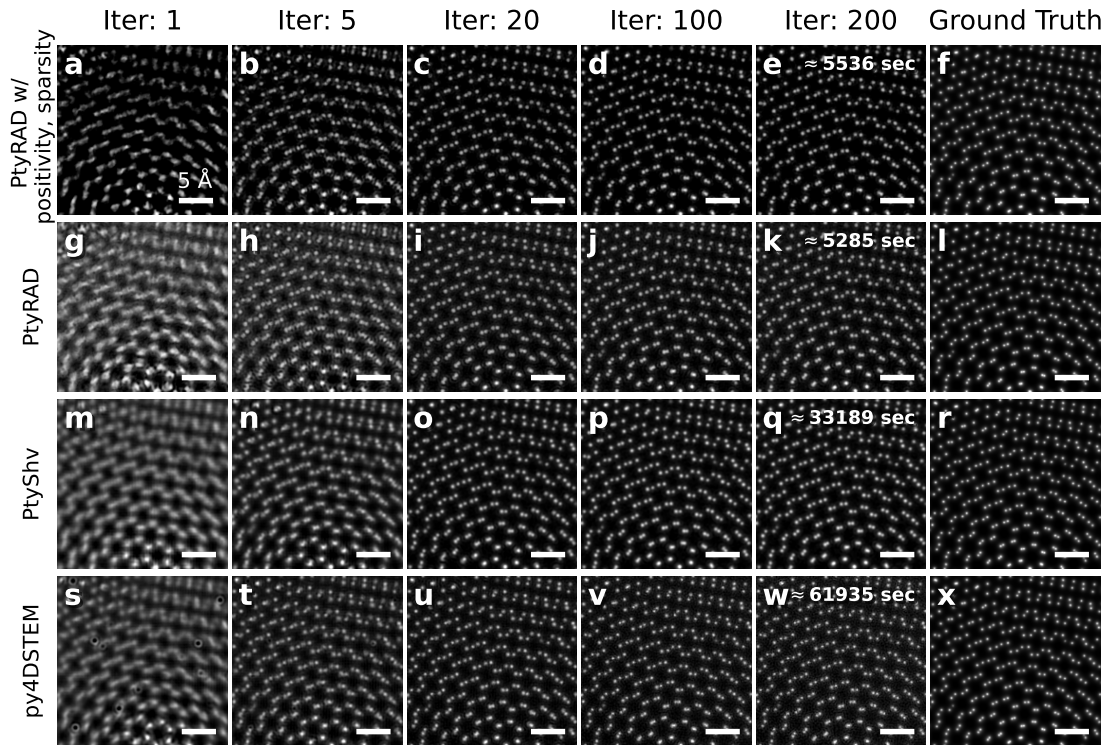 Iter: 1 Iter: 5 Iter: 20 Iter: 100 Iter: 200 Ground Truth
PtyRAD w/
positivity, sparsity
a b c d e ≈ 5536 sec f
5 Å
PtyRAD
g h i j k ≈ 5285 sec l
PtyShv
m n o p q ≈ 33189 sec r
py4DSTEM
s t u v w ≈ 61935 sec x